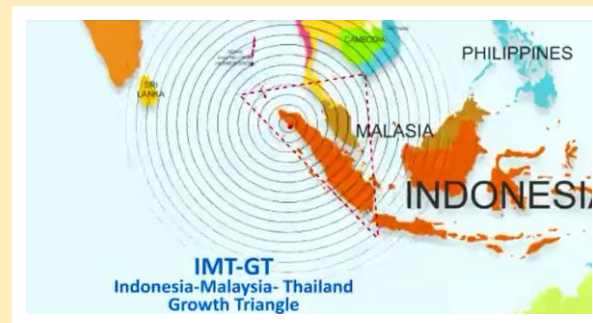 CAMBODIA
PHILIPPINES
SRI
LANKA
MALASIA
INDONESIA
IMT-GT
Indonesia-Malaysia- Thailand
Growth Triangle